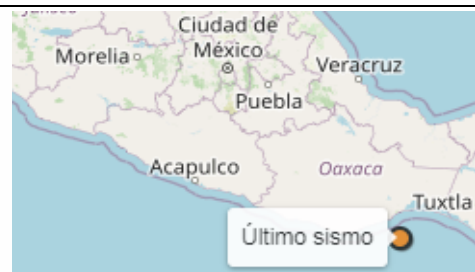 Ciudad de
México
Morelia
Veracruz
Puebla
Acapulco
Oaxaca
Tuxtla
Último sismo